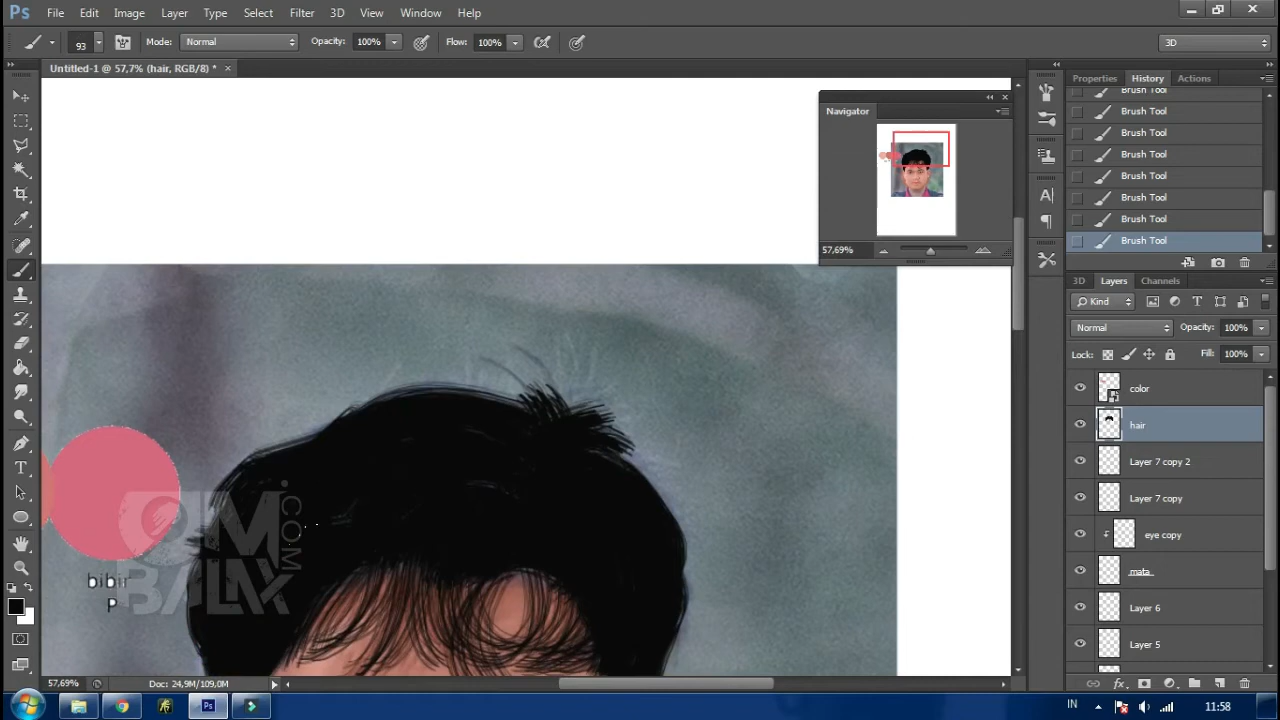 Ps File Edit Image Layer Type Select Filter 3D View Window Help
93 Mode: Normal Opacity: 100% Flow: 100% 3D
Untitled-1 @ 57,7% (hair, RGB/8) *
Properties History Actions
Brush Tool
Brush Tool
Brush Tool
Brush Tool
Brush Tool
Brush Tool
Brush Tool
Brush Tool
Navigator
57,69%
3D Layers Channels
Kind
Normal Opacity: 100%
Lock: Fill: 100%
color
hair
Layer 7 copy 2
Layer 7 copy
eye copy
mata
Layer 6
Layer 5
OM
.COM
BALAX
bibir
P
57,69% Doc: 24,9M/109,0M
Ps IN 11:58